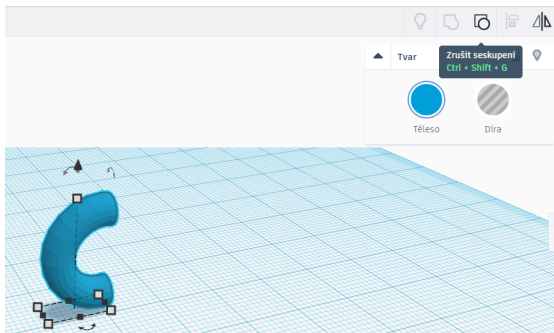 Tvar
Zrušit seskupení
Ctrl + Shift + G
Těleso
Díra